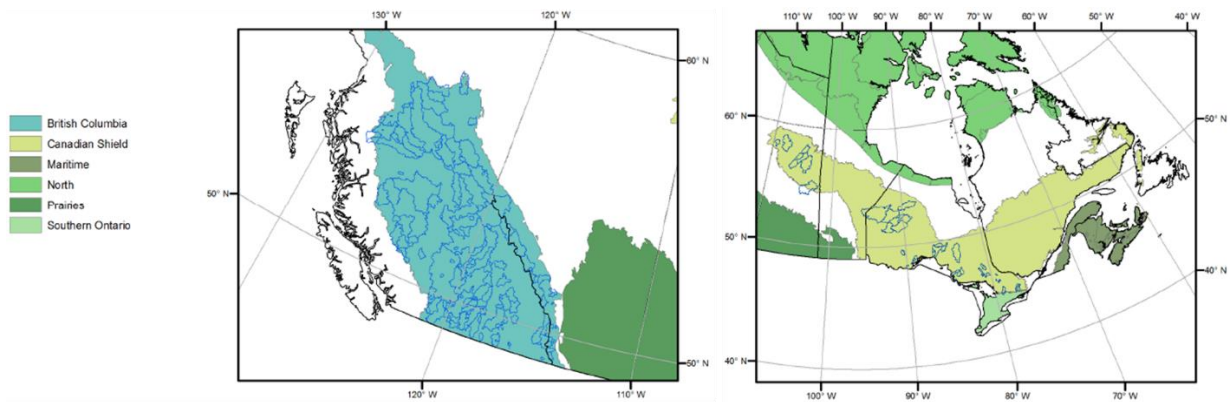 130° W
120° W
60° N
50° N
50° N
120° W
110° W
British Columbia
Canadian Shield
Maritime
North
Prairies
Southern Ontario
110° W 100° W 90° W 80° W 70° W 60° W 50° W 40° W
60° N
50° N
50° N
40° N
40° N
100° W
90° W
80° W
70° W